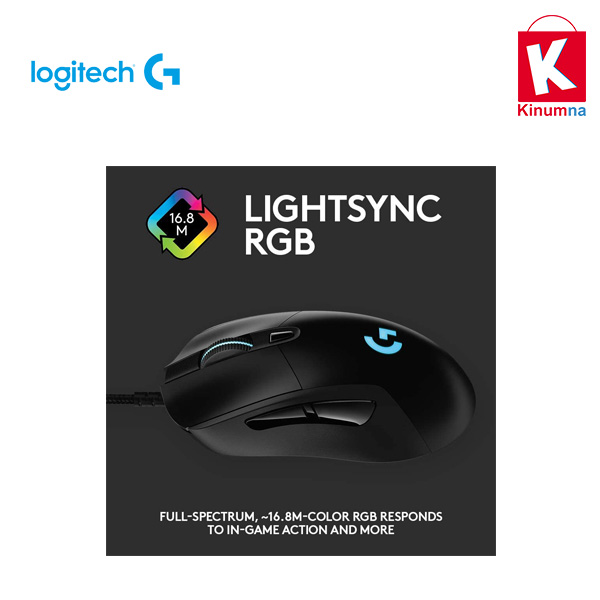 logitech G
K
Kinumna
16.8
M
LIGHTSYNC
RGB
G
FULL-SPECTRUM, ~16.8M-COLOR RGB RESPONDS
TO IN-GAME ACTION AND MORE